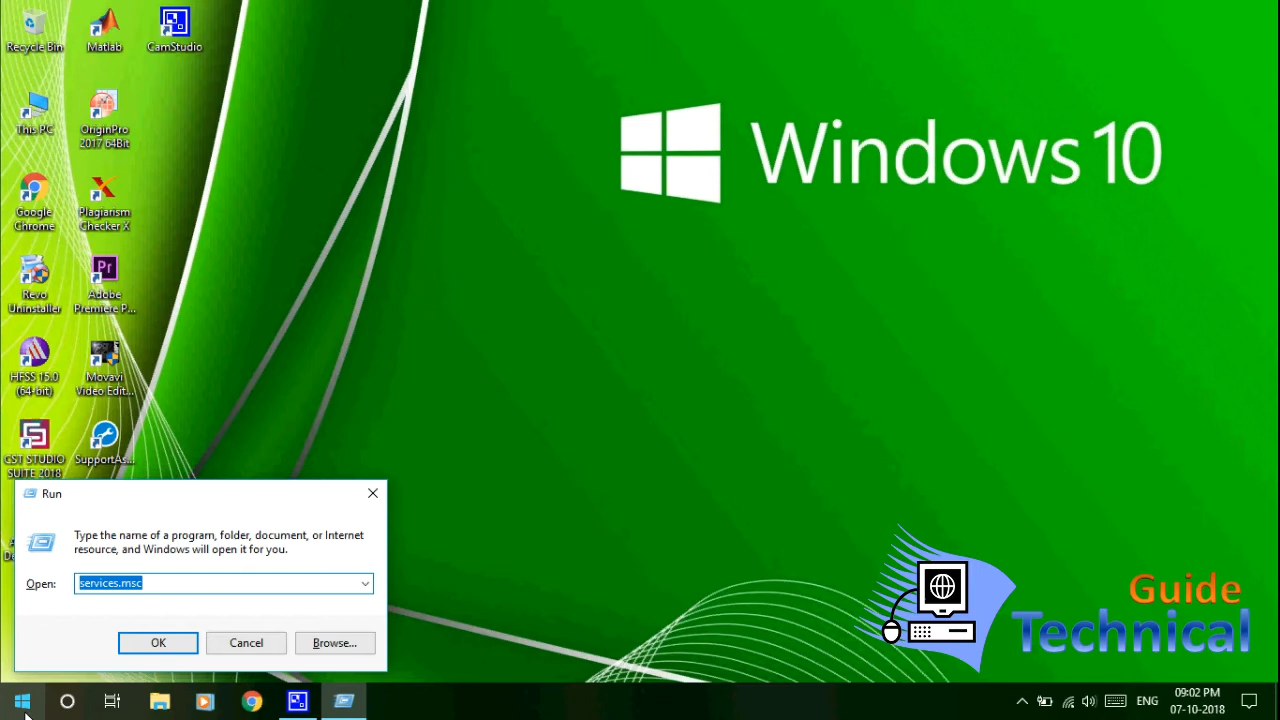 Recycle Bin
Matlab
CamStudio
This PC
OriginPro
2017 64Bit
Google
Chrome
Plagiarism
Checker X
Revo
Uninstaller
Adobe
Premiere P...
HFSS 15.0
(64-bit)
Movavi
Video Edit...
CST STUDIO
SUITE 2018
SupportAs...
Windows 10
Run
Type the name of a program, folder, document, or Internet
resource, and Windows will open it for you.
Open:
services.msc
OK
Cancel
Browse...
Guide
Technical
ENG
09:02 PM
07-10-2018